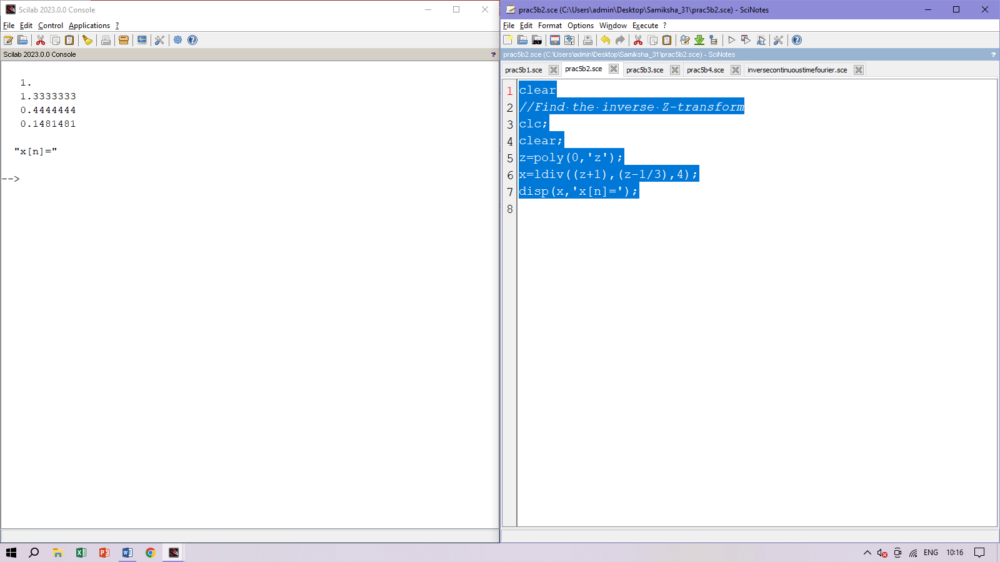 Scilab 2023.0.0 Console
File Edit Control Applications ?
Scilab 2023.0.0 Console ?
1.
1.3333333
0.4444444
0.1481481
"x[n]="
-->
prac5b2.sce (C:\Users\admin\Desktop\Samiksha_31\prac5b2.sce) - SciNotes
File Edit Format Options Window Execute ?
prac5b2.sce (C:\Users\admin\Desktop\Samiksha_31\prac5b2.sce) - SciNotes ?
prac5b1.sce prac5b2.sce prac5b3.sce prac5b4.sce inversecontinuoustimefourier.sce
1 clear
2 //Find the inverse Z-transform
3 clc;
4 clear;
5 z=poly(0,'z');
6 x=ldiv((z+1),(z-1/3),4);
7 disp(x,'x[n]=');
8
ENG 10:16